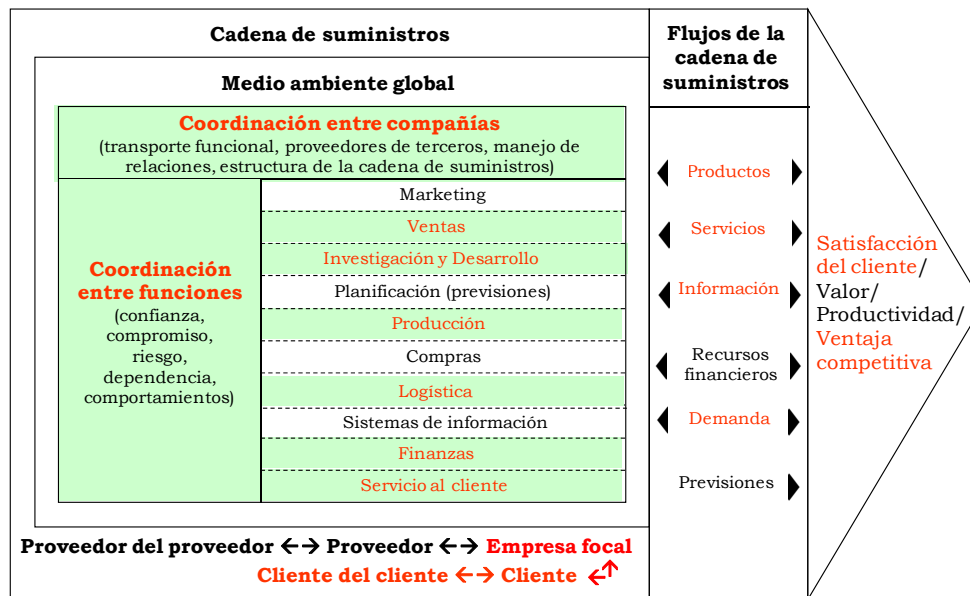 Cadena de suministros
Medio ambiente global
Coordinación entre compañías
(transporte funcional, proveedores de terceros, manejo de
relaciones, estructura de la cadena de suministros)
Coordinación
entre funciones
(confianza,
compromiso,
riesgo,
dependencia,
comportamientos)
Marketing
Ventas
Investigación y Desarrollo
Planificación (previsiones)
Producción
Compras
Logística
Sistemas de información
Finanzas
Servicio al cliente
Flujos de la
cadena de
suministros
Productos
Servicios
Información
Recursos
financieros
Demanda
Previsiones
Satisfacción
del cliente/
Valor/
Productividad/
Ventaja
competitiva
Proveedor del proveedor ←→ Proveedor ←→ Empresa focal
Cliente del cliente ←→ Cliente ←↑